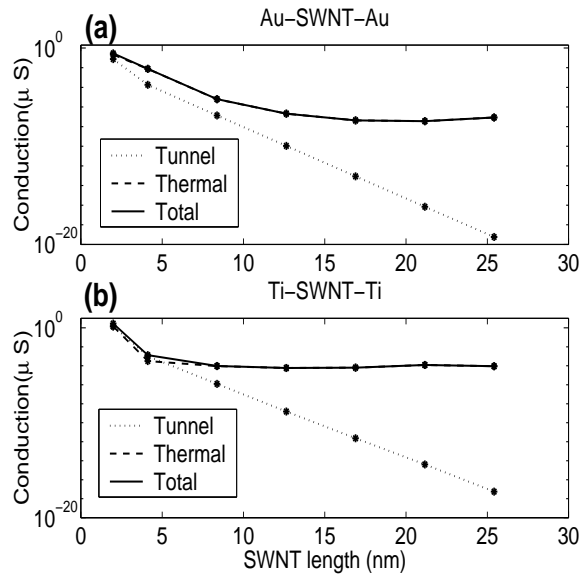 (a)
Au–SWNT–Au
Conduction(μ S)
10^0
10^-20
Tunnel
Thermal
Total
0 5 10 15 20 25 30
(b)
Ti–SWNT–Ti
Conduction(μ S)
10^0
10^-20
Tunnel
Thermal
Total
0 5 10 15 20 25 30
SWNT length (nm)